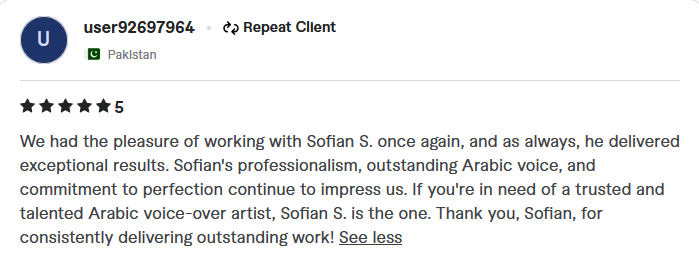 U
user92697964 • Repeat Client
Pakistan
5
We had the pleasure of working with Sofian S. once again, and as always, he delivered
exceptional results. Sofian's professionalism, outstanding Arabic voice, and
commitment to perfection continue to impress us. If you're in need of a trusted and
talented Arabic voice-over artist, Sofian S. is the one. Thank you, Sofian, for
consistently delivering outstanding work! See less